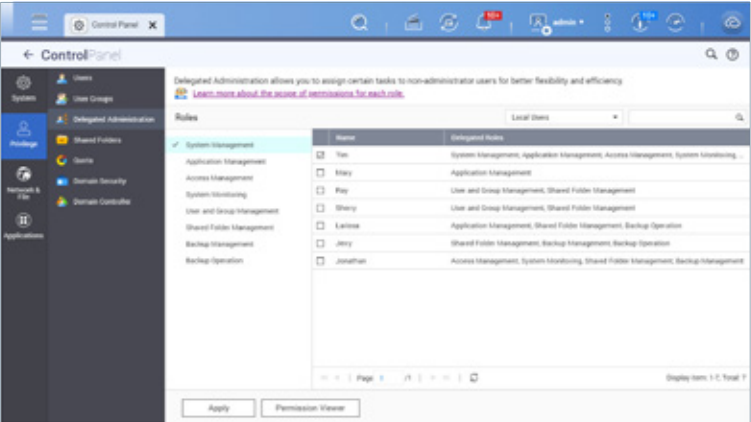 Control Panel X
10+
admin
10+
ControlPanel
System
Privilege
Network & File
Applications
Users
User Groups
Delegated Administration
Shared Folders
Quota
Domain Security
Domain Controller
Delegated Administration allows you to assign certain tasks to non-administrator users for better flexibility and efficiency.
Learn more about the scope of permissions for each role.
Roles
Local Users
System Management
Application Management
Access Management
System Monitoring
User and Group Management
Shared Folder Management
Backup Management
Backup Operation
Name Delegated Roles
Tim System Management, Application Management, Access Management, System Monitoring, ...
Mary Application Management
Ray User and Group Management, Shared Folder Management
Sherry User and Group Management, Shared Folder Management
Larissa Application Management, Shared Folder Management, Backup Operation
Jerry Shared Folder Management, Backup Management, Backup Operation
Jonathan Access Management, System Monitoring, Shared Folder Management, Backup Management
Page 1 /1
Display item: 1-7, Total: 7
Apply
Permission Viewer